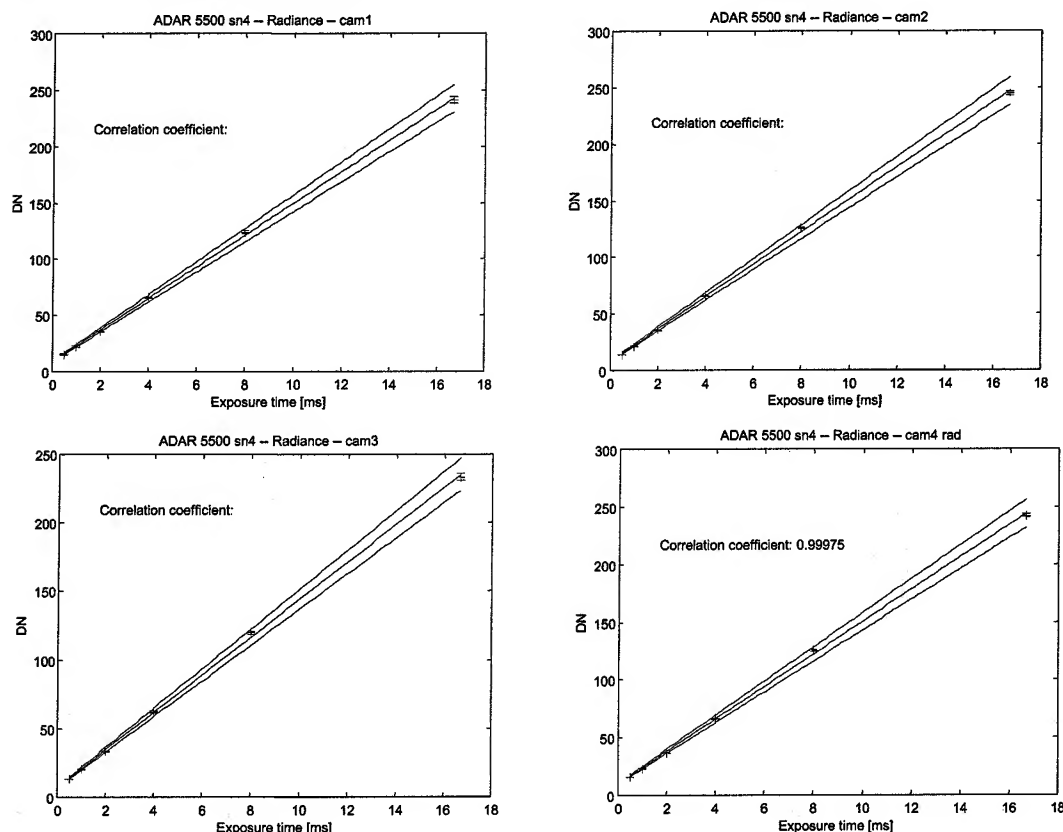 ADAR 5500 sn4 – Radiance – cam1
300
250
200
150
100
50
0
DN
Correlation coefficient:
0 2 4 6 8 10 12 14 16 18
Exposure time [ms]
ADAR 5500 sn4 – Radiance – cam2
300
250
200
150
100
50
0
DN
Correlation coefficient:
0 2 4 6 8 10 12 14 16 18
Exposure time [ms]
ADAR 5500 sn4 – Radiance – cam3
250
200
150
100
50
0
DN
Correlation coefficient:
0 2 4 6 8 10 12 14 16 18
Exposure time [ms]
ADAR 5500 sn4 – Radiance – cam4 rad
300
250
200
150
100
50
0
DN
Correlation coefficient: 0.99975
0 2 4 6 8 10 12 14 16 18
Exposure time [ms]